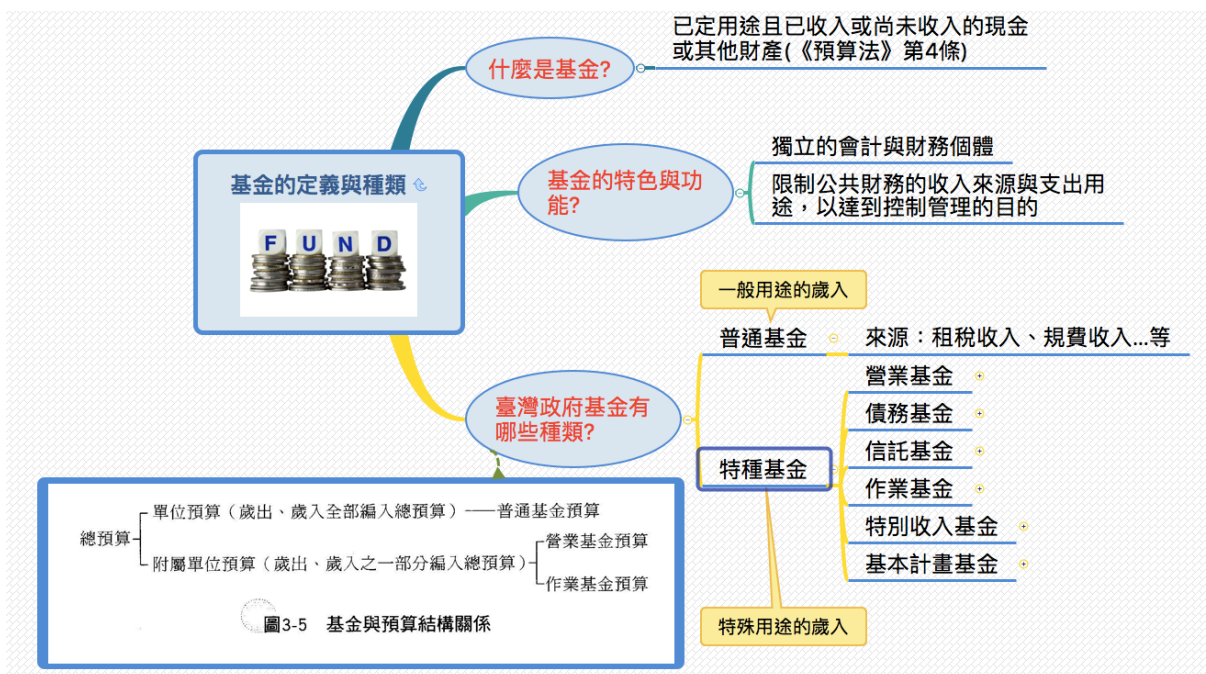 什麼是基金?
已定用途且已收入或尚未收入的現金
或其他財產(《預算法》第4條)
基金的定義與種類
F U N D
基金的特色與功
能?
獨立的會計與財務個體
限制公共財務的收入來源與支出用
途，以達到控制管理的目的
臺灣政府基金有
哪些種類?
一般用途的歲入
普通基金
來源：租稅收入、規費收入...等
特種基金
營業基金
債務基金
信託基金
作業基金
特別收入基金
基本計畫基金
特殊用途的歲入
總預算
單位預算（歲出、歲入全部編入總預算）——普通基金預算
附屬單位預算（歲出、歲入之一部分編入總預算）
營業基金預算
作業基金預算
圖3-5 基金與預算結構關係